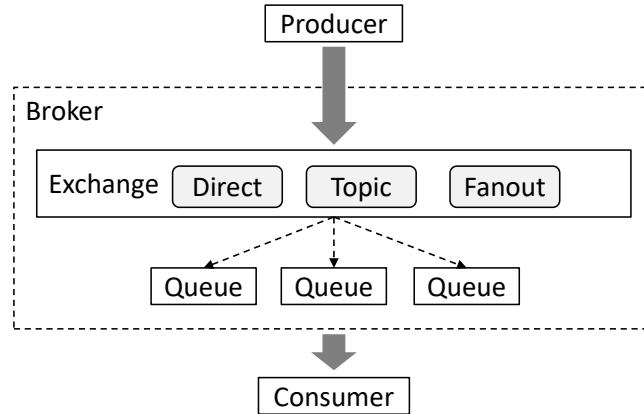 Producer
Broker
Exchange Direct Topic Fanout
Queue Queue Queue
Consumer